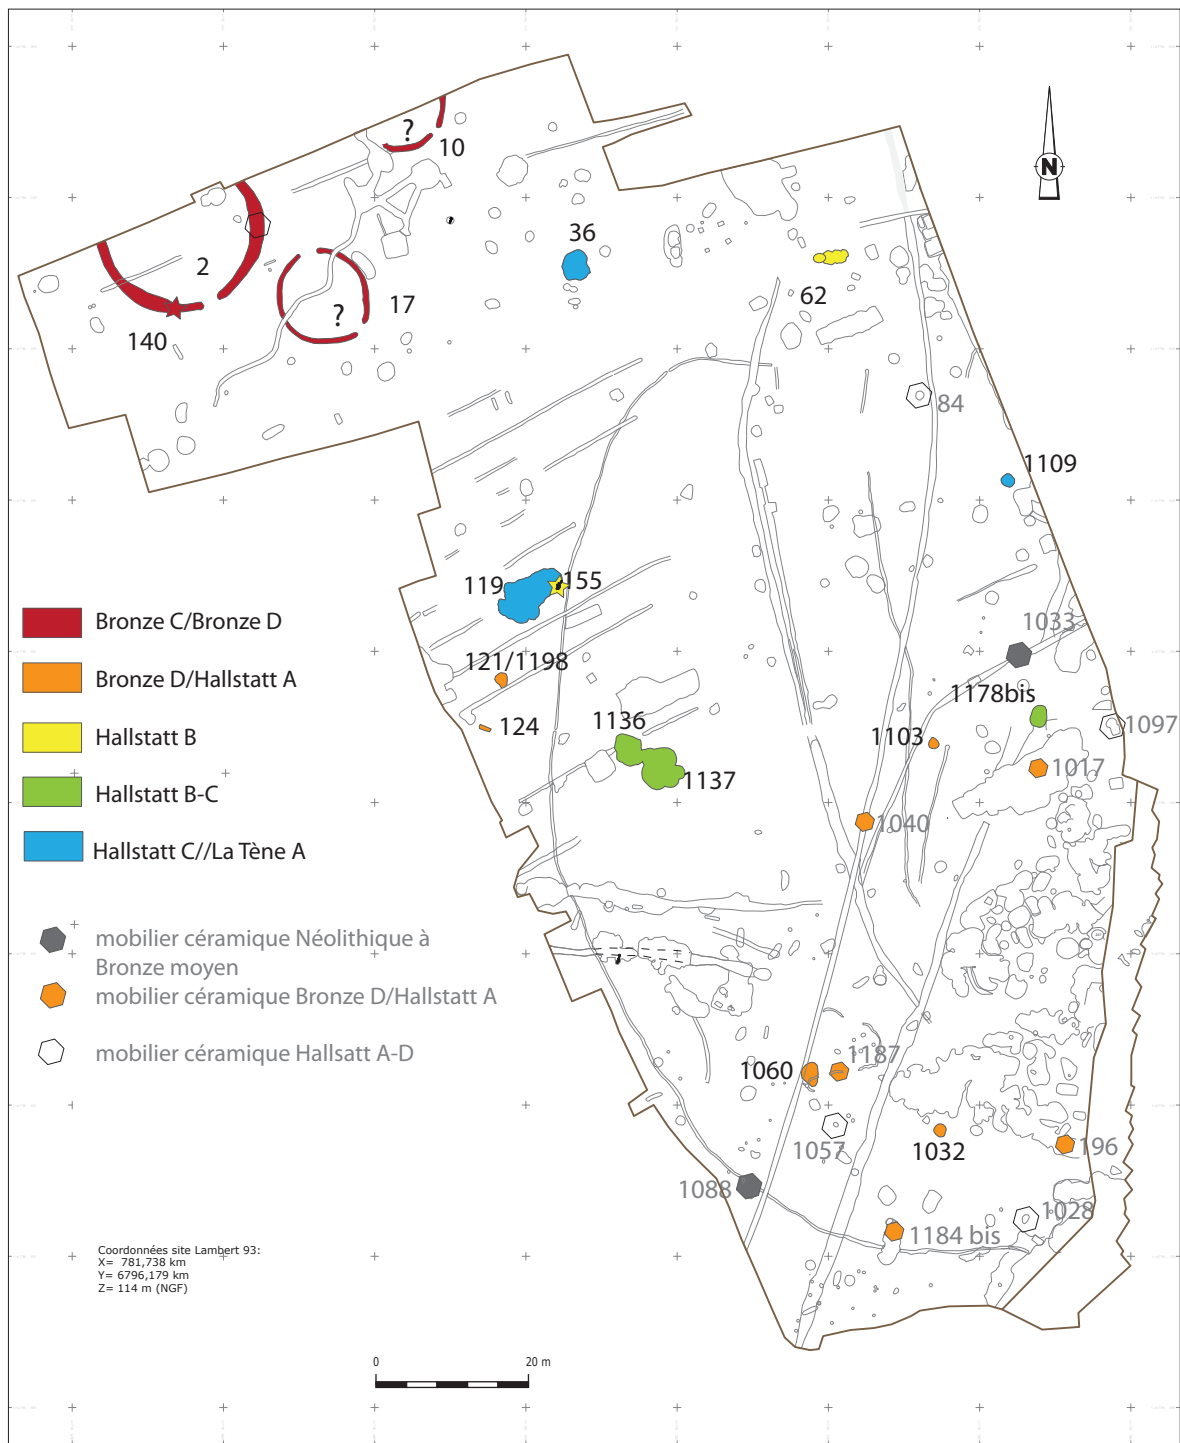 N
?
10
2
36
17
?
62
140
84
1109
119
155
1033
Bronze C/Bronze D
121/1198
Bronze D/Hallstatt A
1178bis
124
1136
1097
Hallstatt B
1103
1017
1137
Hallstatt B-C
1040
Hallstatt C//La Tène A
mobilier céramique Néolithique à
Bronze moyen
mobilier céramique Bronze D/Hallstatt A
mobilier céramique Hallsatt A-D
1187
1060
1057
1032
196
1088
1028
1184 bis
Coordonnées site Lambert 93:
X= 781,738 km
Y= 6796,179 km
Z= 114 m (NGF)
0
20 m